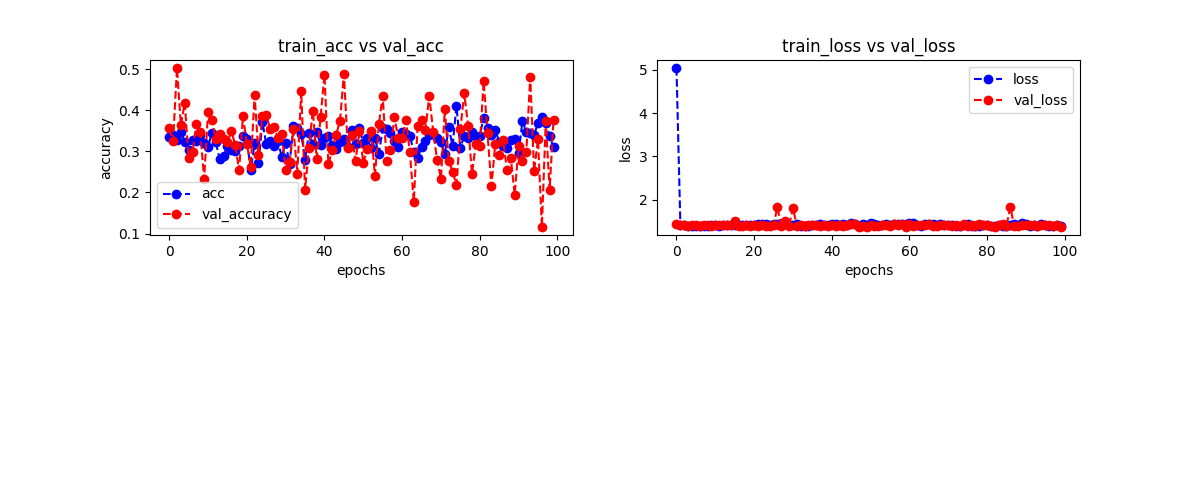 train_acc vs val_acc
accuracy
0.5
0.4
0.3
0.2
0.1
acc
val_accuracy
0 20 40 60 80 100
epochs
train_loss vs val_loss
loss
5
4
3
2
loss
val_loss
0 20 40 60 80 100
epochs